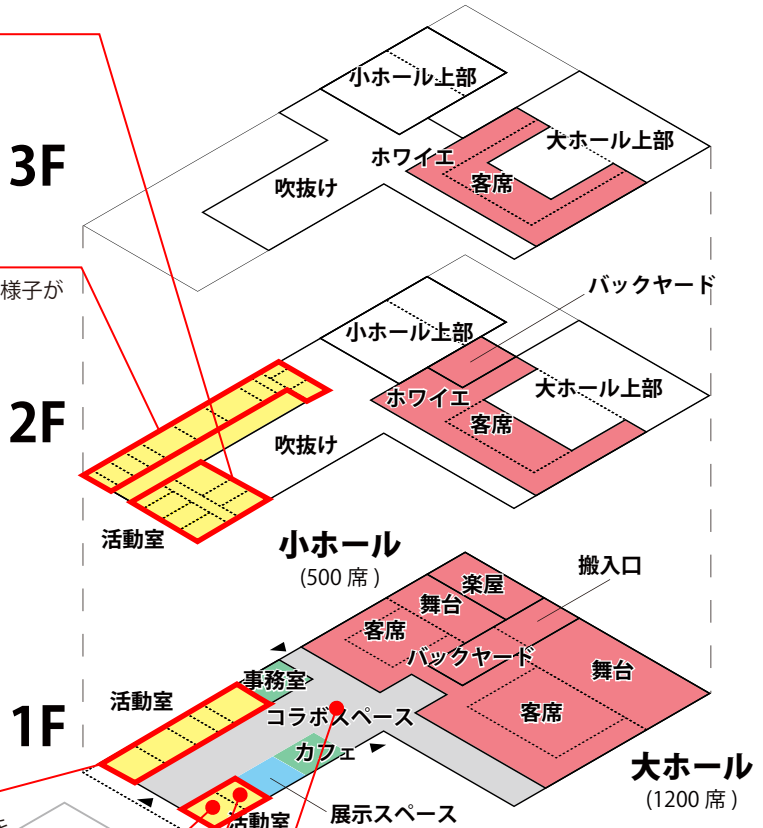 3F
小ホール上部
大ホール上部
ホワイエ
客席
吹抜け
様子が
バックヤード
2F
小ホール上部
大ホール上部
ホワイエ
客席
吹抜け
活動室
小ホール
(500 席 )
搬入口
楽屋
舞台
客席
バックヤード
舞台
事務室
活動室
1F
コラボスペース
客席
カフェ
大ホール
(1200 席 )
展示スペース
活動室